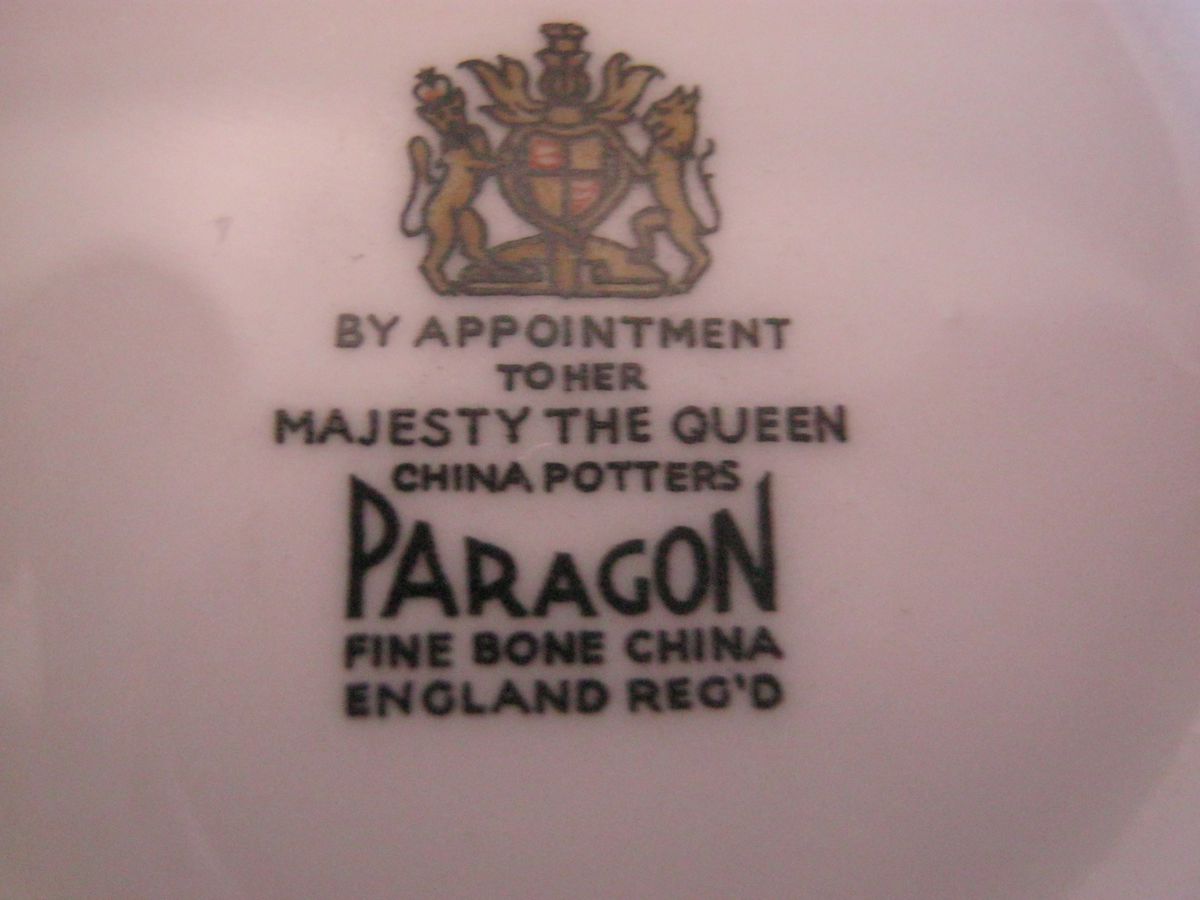 BY APPOINTMENT
TO HER
MAJESTY THE QUEEN
CHINA POTTERS
PARAGON
FINE BONE CHINA
ENGLAND REG'D